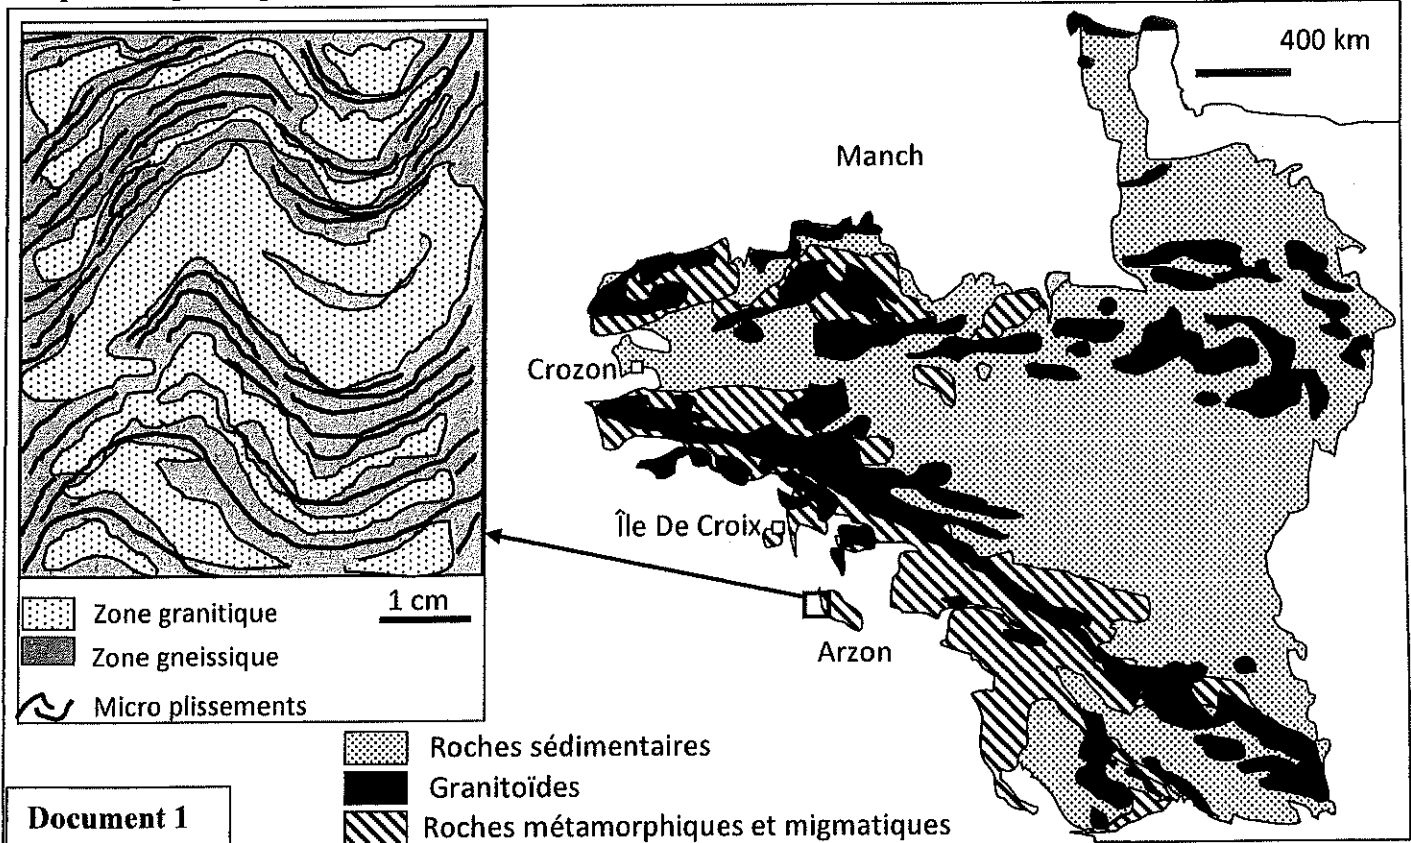 400 km
Manch
Crozon
Île De Croix
Arzon
Zone granitique
1 cm
Zone gneissique
Micro plissements
Roches sédimentaires
Granitoïdes
Roches métamorphiques et migmatiques
Document 1